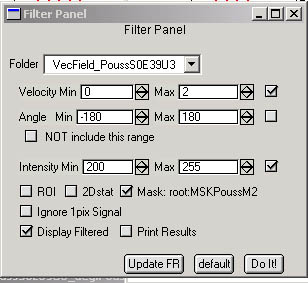 Filter Panel
Filter Panel
Folder VecField_PoussS0E39U3
Velocity Min 0 Max 2
Angle Min -180 Max 180
NOT include this range
Intensity Min 200 Max 255
ROI 2Dstat Mask: root:MSKPoussM2
Ignore 1pix Signal
Display Filtered Print Results
Update FR default Do It!